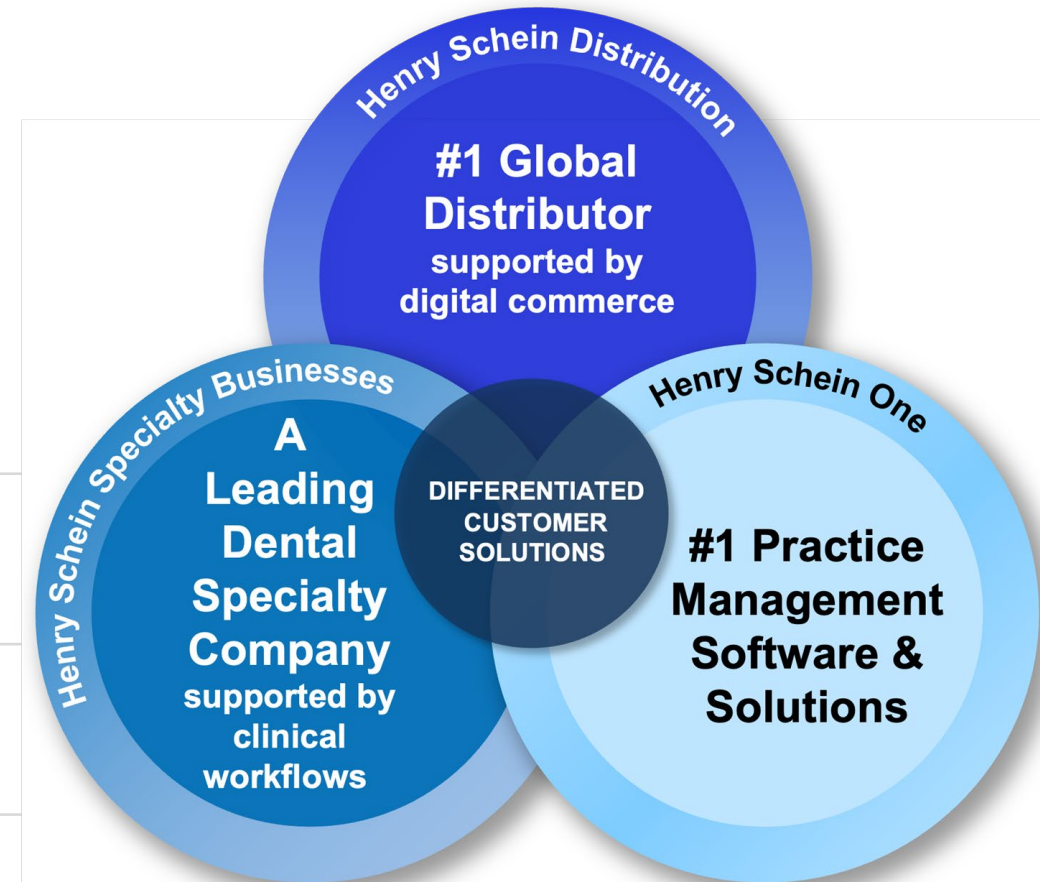 Henry Schein Distribution
#1 Global
Distributor
supported by
digital commerce
Henry Schein Specialty Businesses
A
Leading
Dental
Specialty
Company
supported by
clinical
workflows
DIFFERENTIATED
CUSTOMER
SOLUTIONS
Henry Schein One
#1 Practice
Management
Software &
Solutions